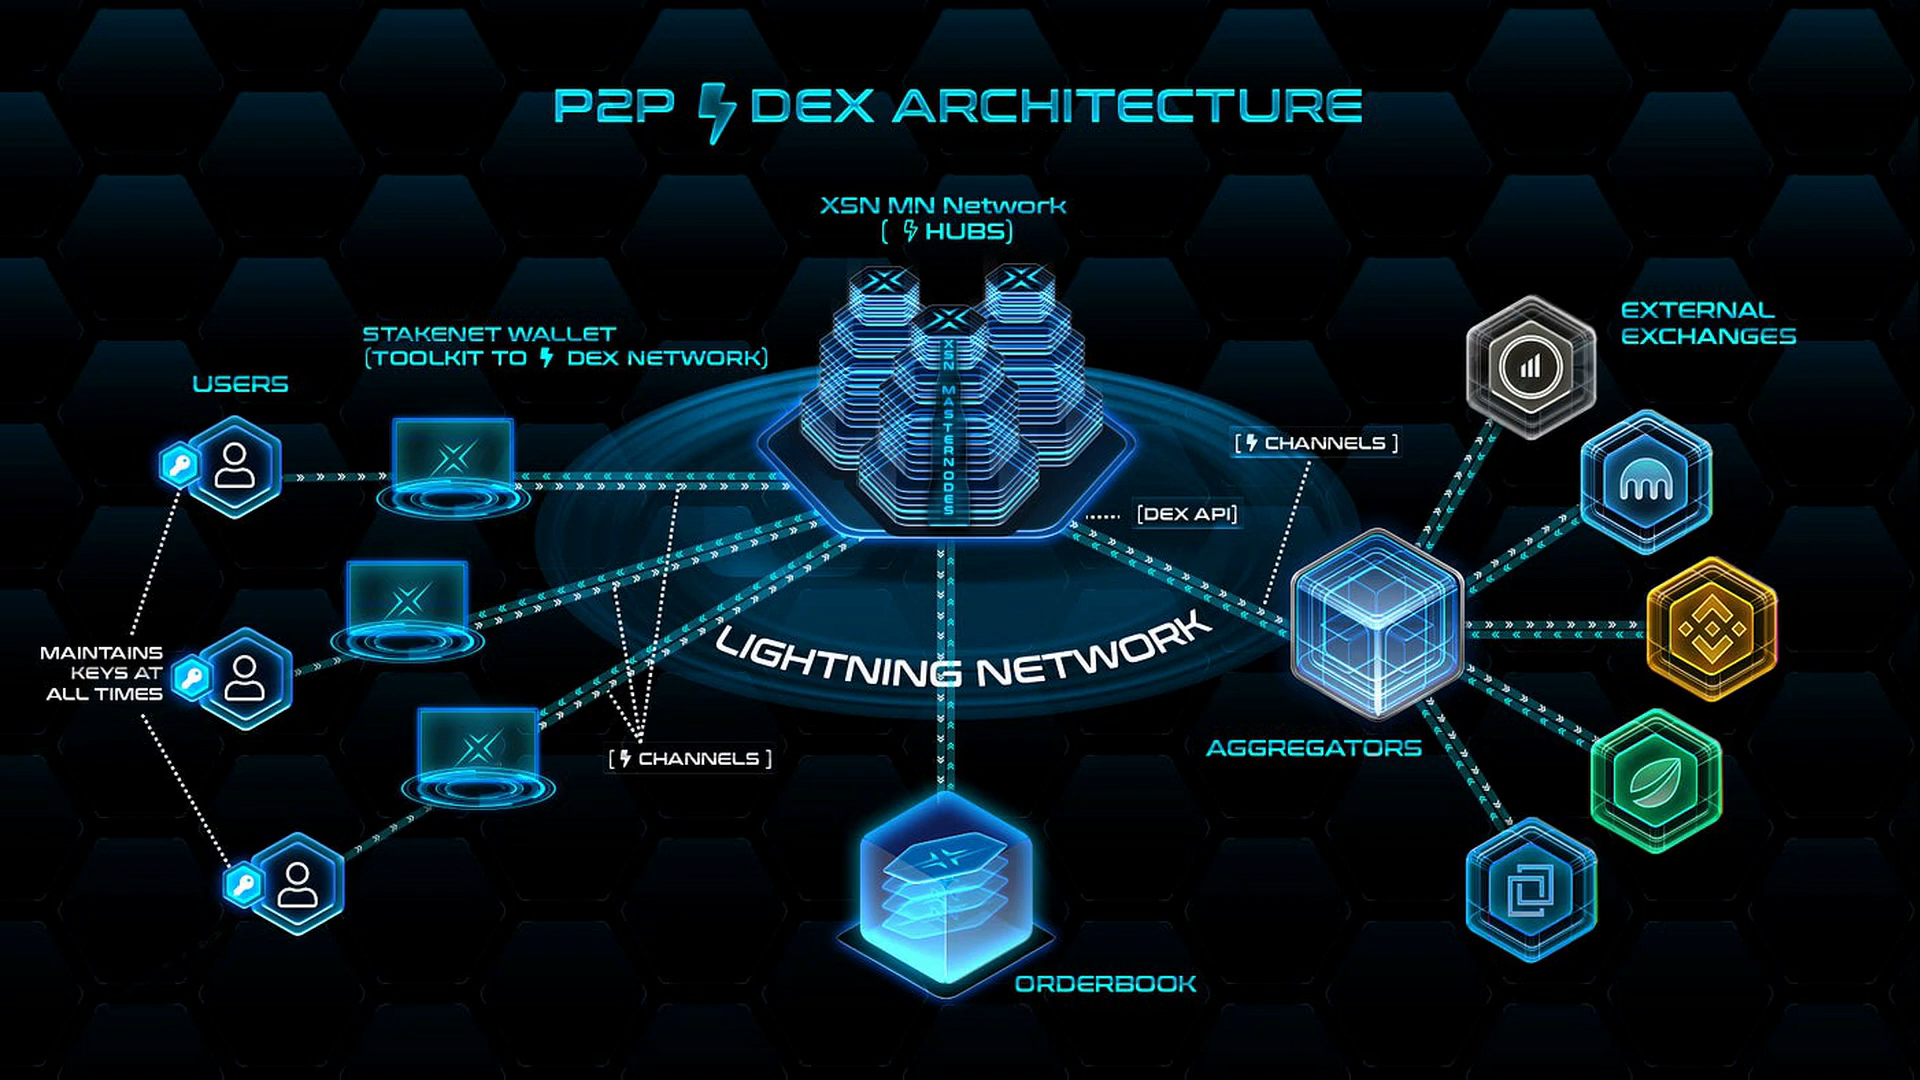 P2P DEX ARCHITECTURE
XSN MN Network
[ HUBS]
STAKENET WALLET
[TOOLKIT TO DEX NETWORK]
USERS
EXTERNAL
EXCHANGES
XSN MASTERNODES
[ CHANNELS ]
[DEX API]
MAINTAINS
KEYS AT
ALL TIMES
LIGHTNING NETWORK
[ CHANNELS ]
AGGREGATORS
ORDERBOOK